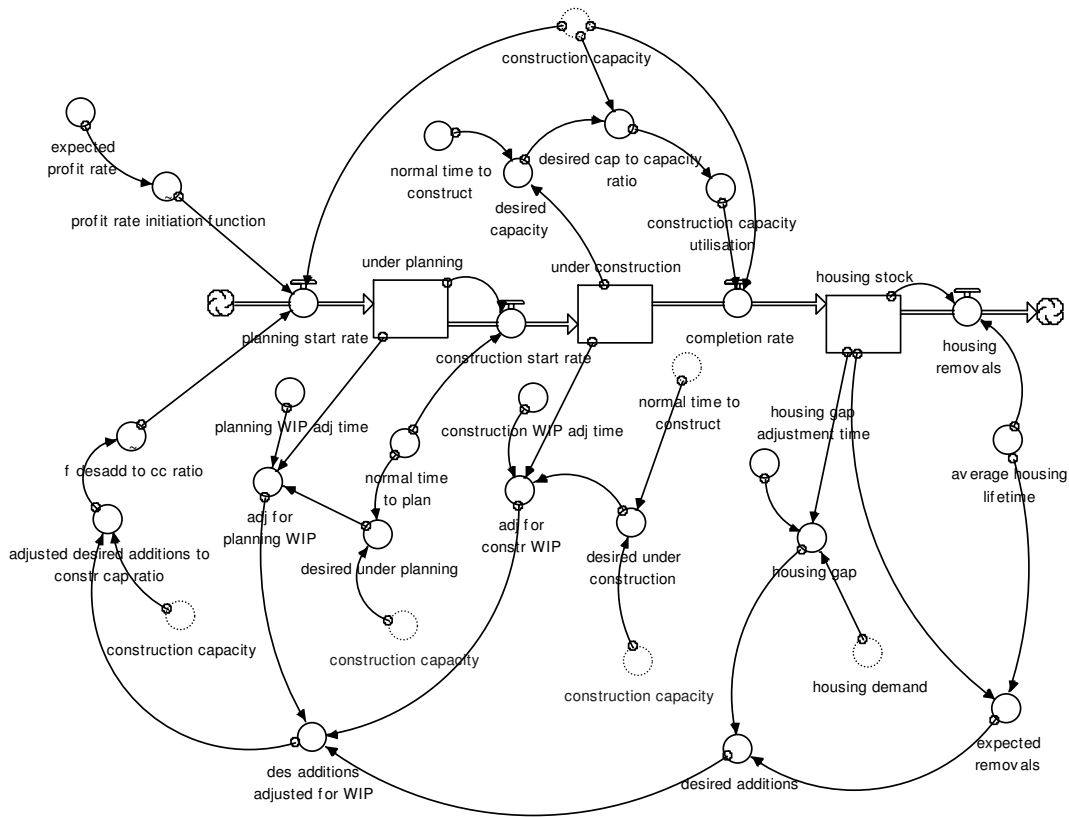 construction capacity
expected
profit rate
normal time to
construct
desired cap to capacity
ratio
profit rate initiation function
desired
capacity
construction capacity
utilisation
under planning
under construction
housing stock
planning start rate
construction start rate
completion rate
housing
removals
planning WIP adj time
construction WIP adj time
normal time to
construct
housing gap
adjustment time
f desadd to cc ratio
normal time
to plan
average housing
lifetime
adj for
planning WIP
adj for
constr WIP
adjusted desired additions to
constr cap ratio
desired under planning
desired under
construction
housing gap
construction capacity
construction capacity
construction capacity
housing demand
des additions
adjusted for WIP
desired additions
expected
removals